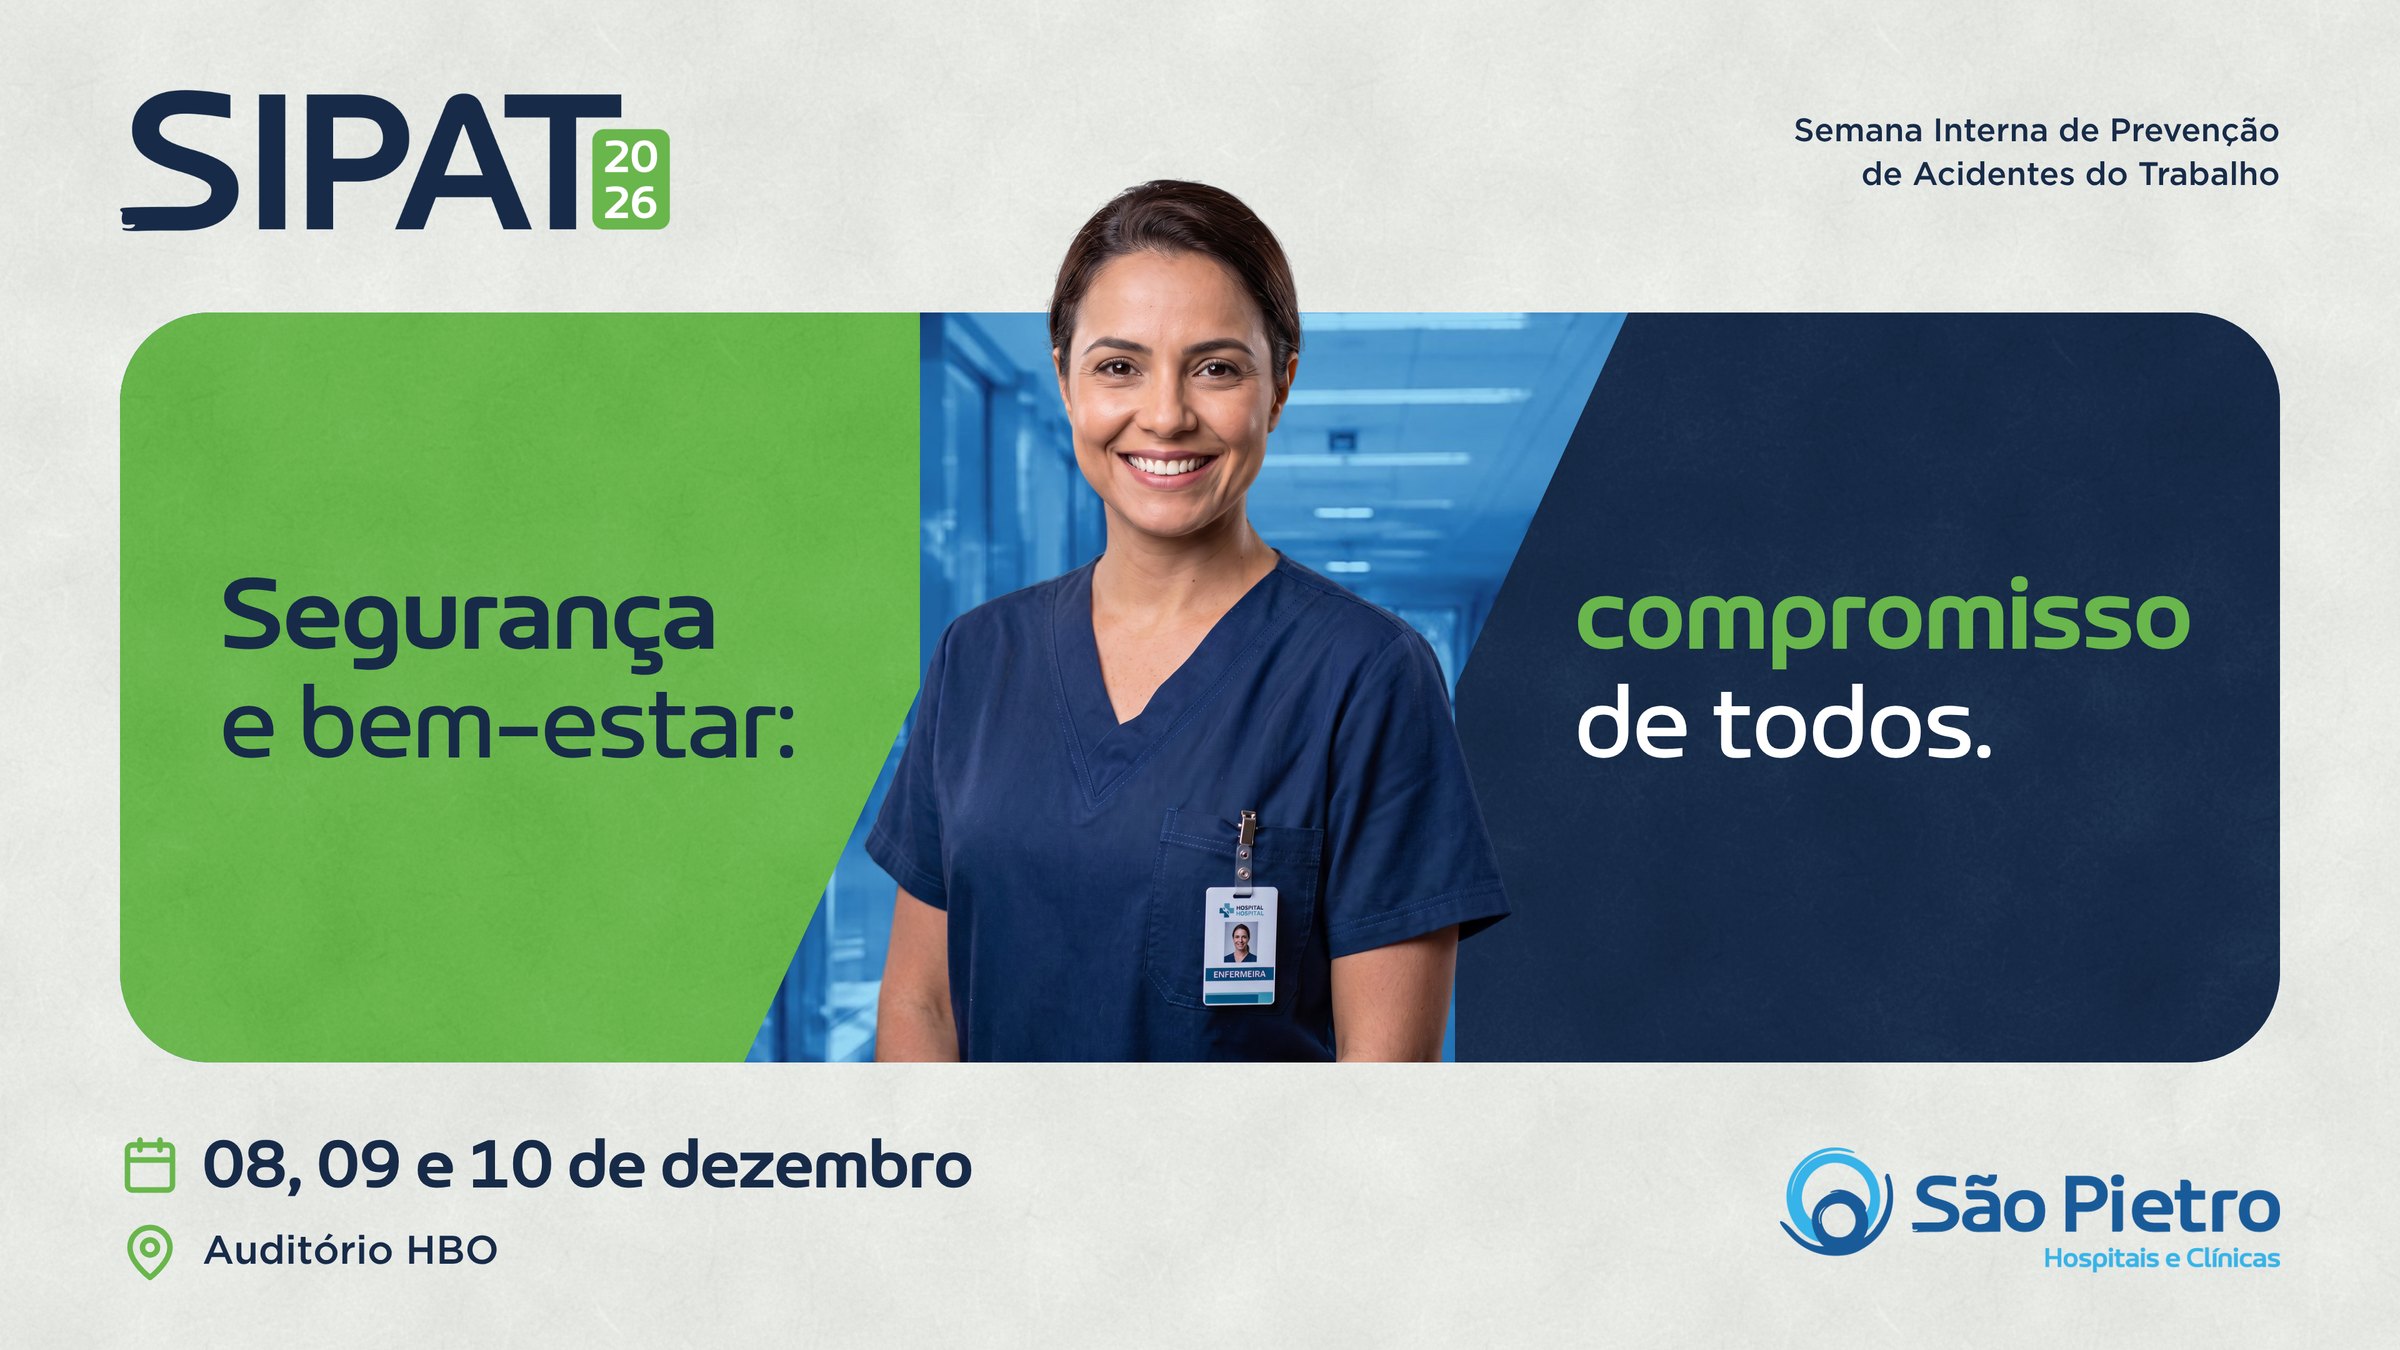 SIPAT
20
26
Semana Interna de Prevenção
de Acidentes do Trabalho
Segurança
e bem-estar:
compromisso
de todos.
HOSPITAL
HOSPITAL
ENFERMEIRA
08, 09 e 10 de dezembro
Auditório HBO
São Pietro
Hospitais e Clínicas